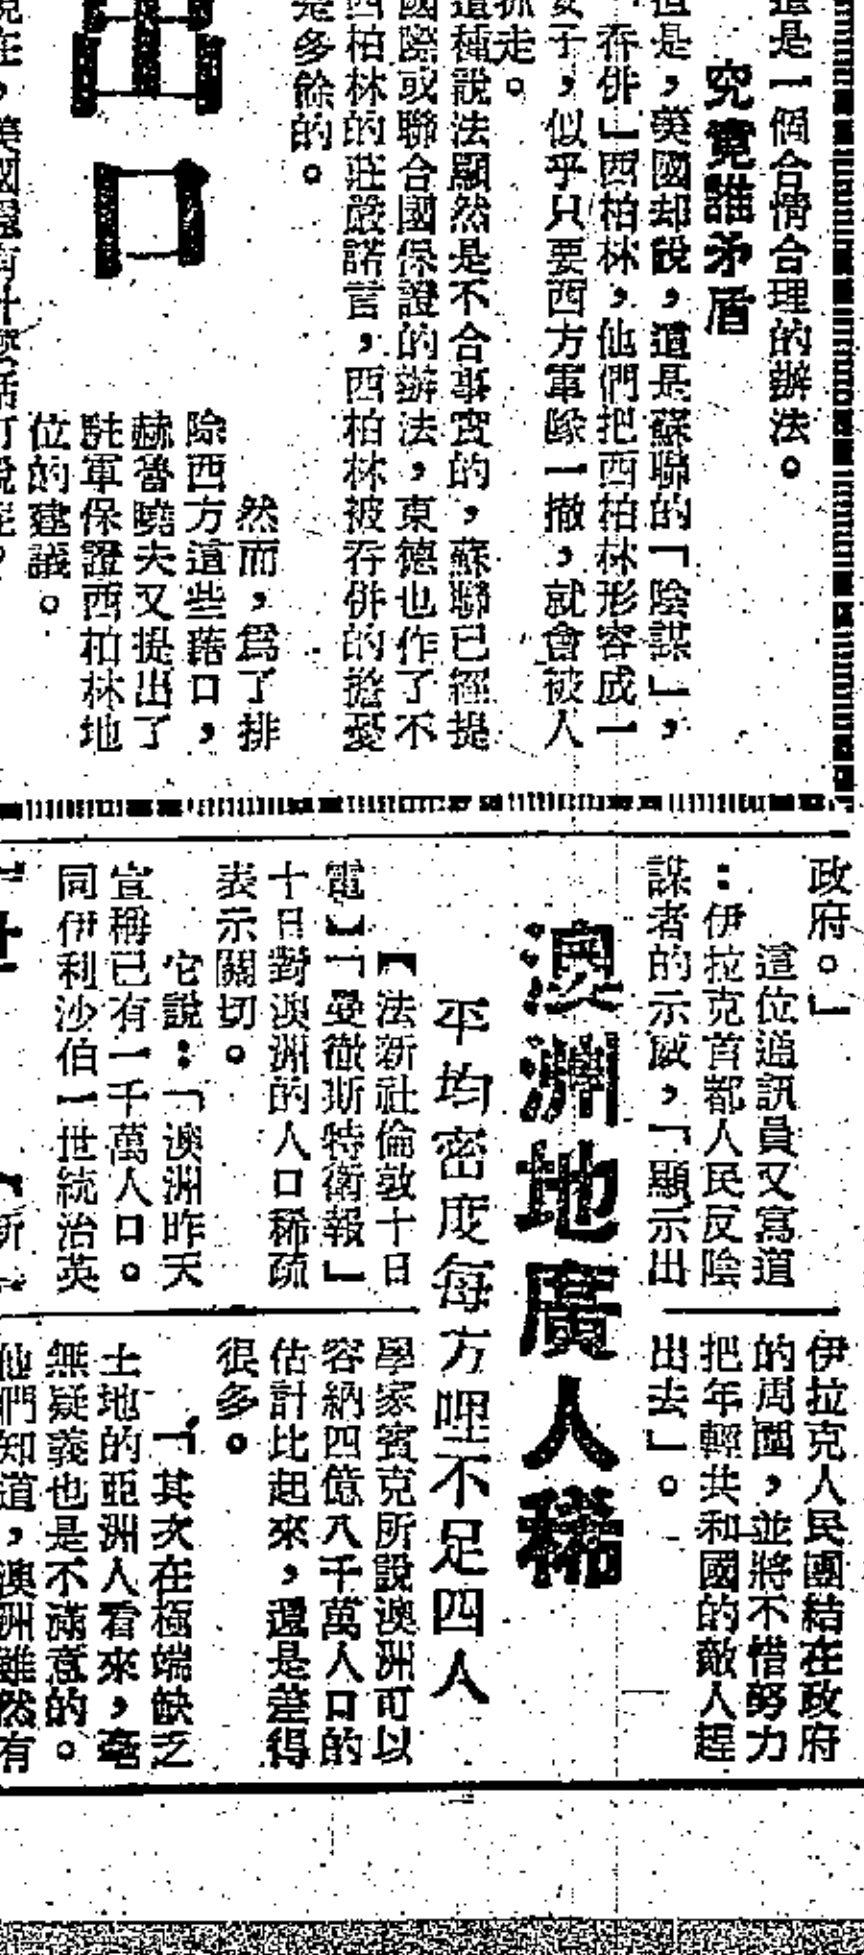 是一個合情合理的辦法。
究竟誰矛盾
是,美國却說,這是蘇聯的「陰謀」,
吞併」西柏林,他們把西柏林形容成一
子,似乎只要西方軍隊一撤,就會被人
抓走。
這種說法顯然是不合事實的,蘇聯已經提
國際或聯合國保證的辦法,東德也作了不
西柏林的莊嚴諾言,西柏林被吞併的擔憂
是多餘的。
出口
然而,爲了排
除西方這些藉口,
赫魯曉夫又提出了
駐軍保證西柏林地
位的建議。
政府。」
這位通訊員又寫道
:伊拉克首都人民反陰
謀者的示威,「顯示出
伊拉克人民團結在政府
的周圍,並將不惜努力
把年輕共和國的敵人趕
出去」。
澳洲地廣人稀
平均密度每方哩不足四人
【法新社倫敦十日
電】「曼徹斯特衛報」
十日對澳洲的人口稀疏
表示關切。
它說:「澳洲昨天
宣稱已有一千萬人口。
同伊利沙伯一世統治英
學家賓克所設澳洲可以
容納四億八千萬人口的
估計比起來,還是差得
很多。
「其次在極端缺乏
土地的亞洲人看來,毫
無疑義也是不滿意的。
他們知道,澳洲雖然有